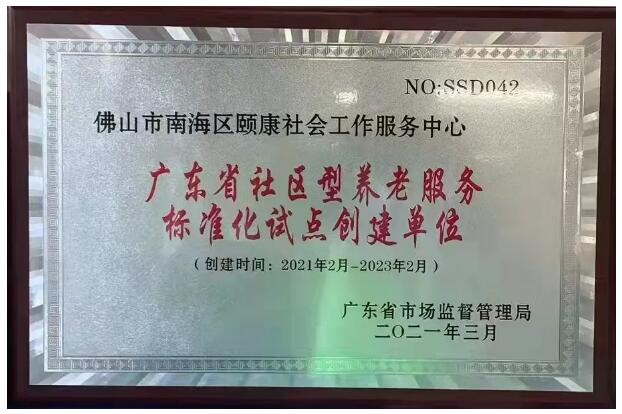 NO:SSD042
佛山市南海区颐康社会工作服务中心
广东省社区型养老服务
标准化试点创建单位
（创建时间：2021年2月-2023年2月）
广东省市场监督管理局
二〇二一年三月